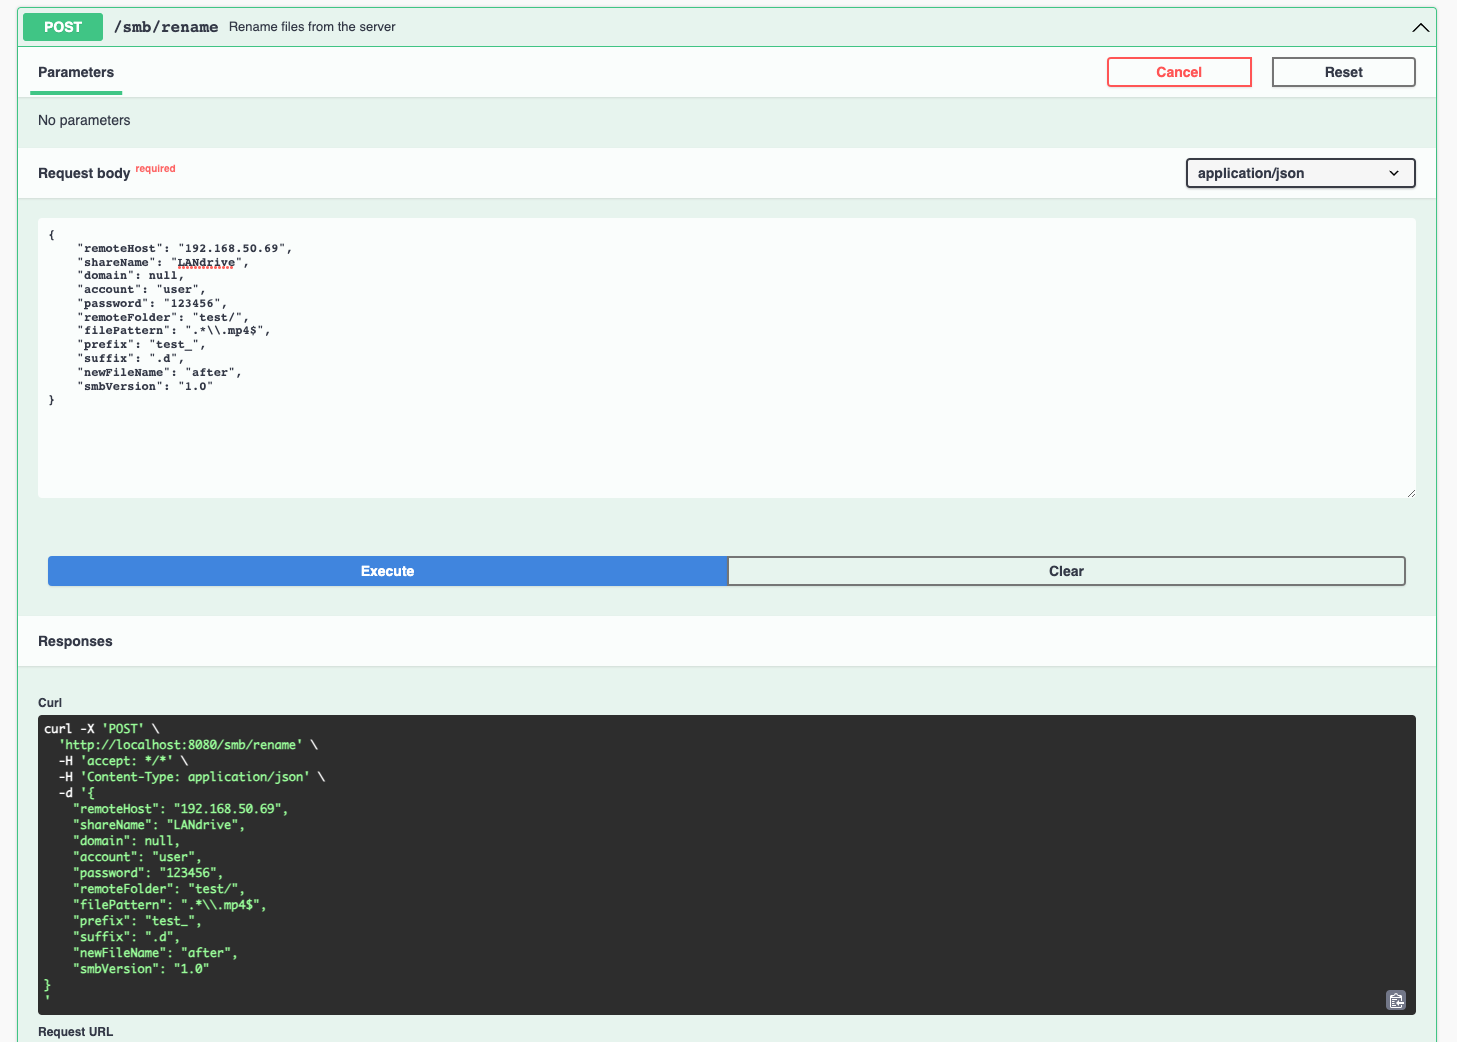 POST /smb/rename Rename files from the server
Parameters
Cancel
Reset
No parameters
Request body required
application/json
{
    "remoteHost": "192.168.50.69",
    "shareName": "LANdrive",
    "domain": null,
    "account": "user",
    "password": "123456",
    "remoteFolder": "test/",
    "filePattern": ".*\\.mp4$",
    "prefix": "test_",
    "suffix": ".d",
    "newFileName": "after",
    "smbVersion": "1.0"
}
Execute
Clear
Responses
Curl
curl -X 'POST' \
  'http://localhost:8080/smb/rename' \
  -H 'accept: */*' \
  -H 'Content-Type: application/json' \
  -d '{
    "remoteHost": "192.168.50.69",
    "shareName": "LANdrive",
    "domain": null,
    "account": "user",
    "password": "123456",
    "remoteFolder": "test/",
    "filePattern": ".*\\.mp4$",
    "prefix": "test_",
    "suffix": ".d",
    "newFileName": "after",
    "smbVersion": "1.0"
}
'
Request URL